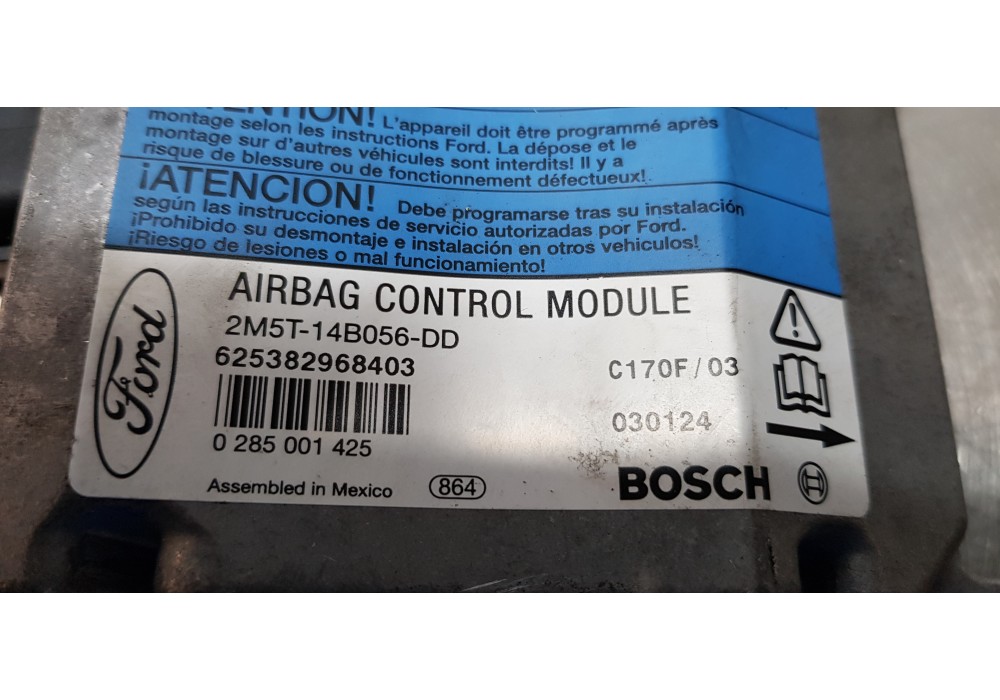 ATTENTION! L'appareil doit être programmé après
montage selon les instructions Ford. La dépose et le
montage sur d'autres véhicules sont interdits! Il y a
risque de blessure ou de fonctionnement défectueux!
¡ATENCION! Debe programarse tras su instalación
según las instrucciones de servicio autorizadas por Ford.
¡Prohibido su desmontaje e instalación en otros vehiculos!
¡Riesgo de lesiones o mal funcionamiento!
Ford
AIRBAG CONTROL MODULE
2M5T-14B056-DD
625382968403
C170F/03
030124
0 285 001 425
Assembled in Mexico
864
BOSCH